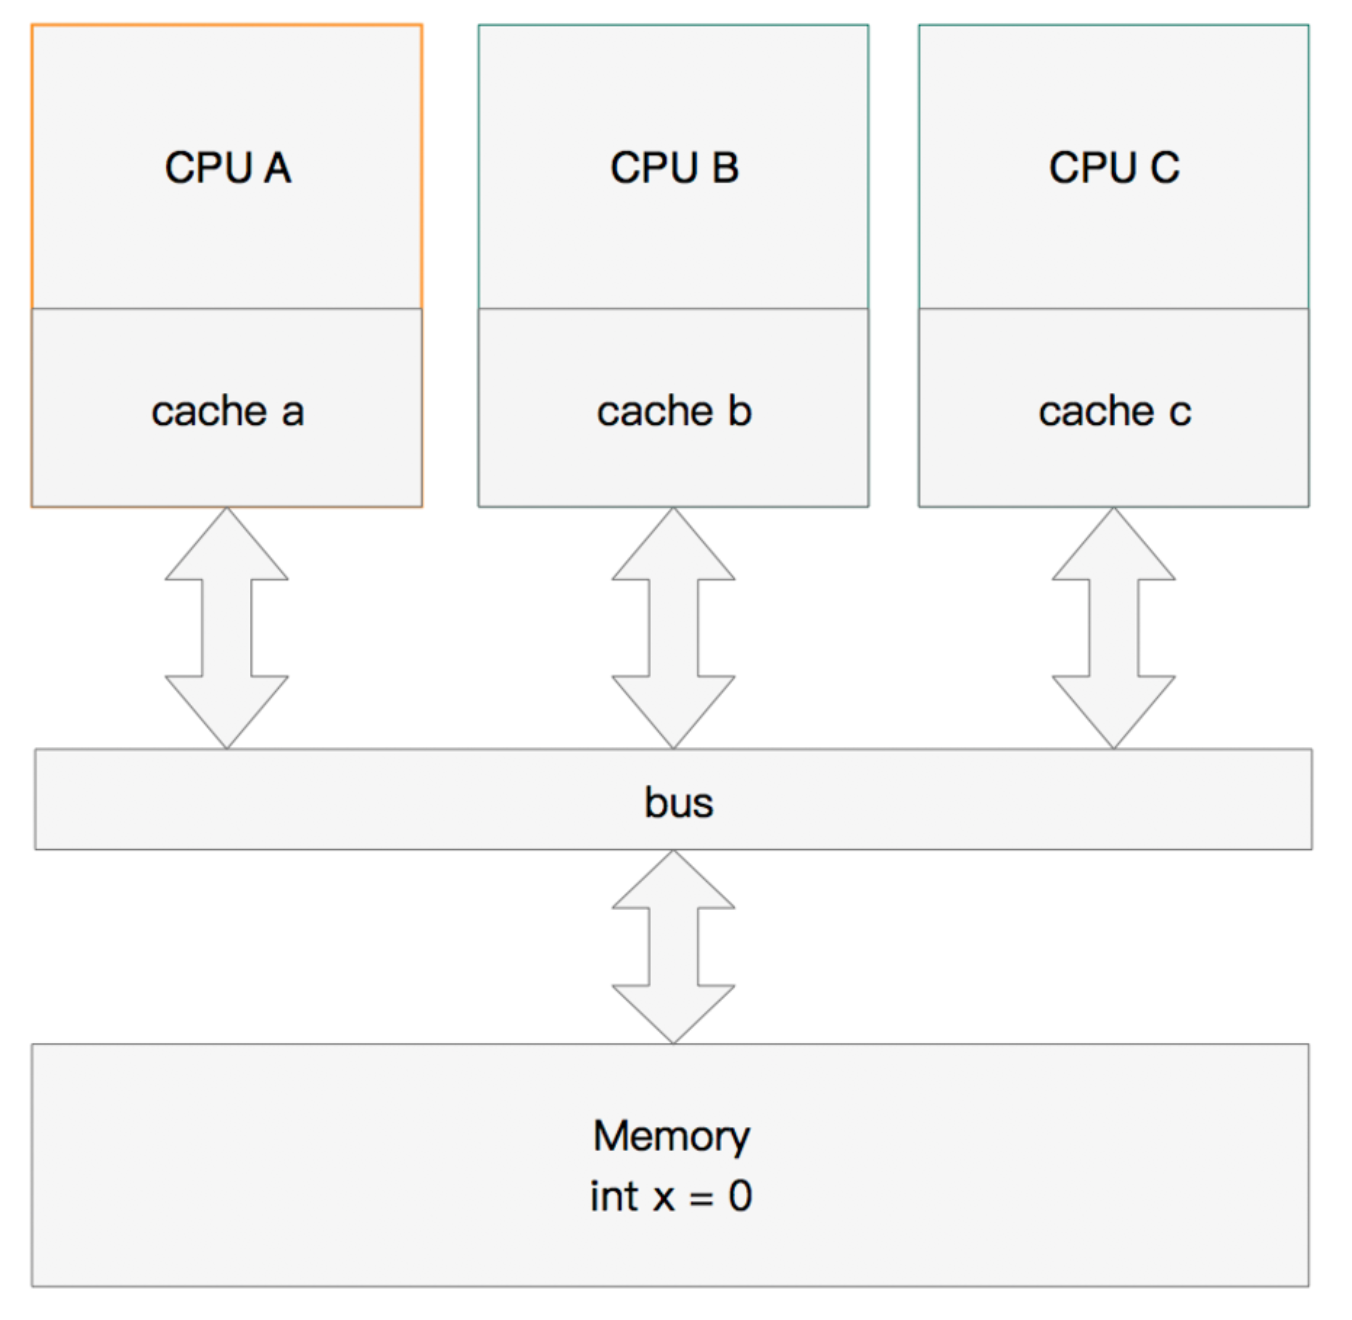 CPU A
CPU B
CPU C
cache a
cache b
cache c
bus
Memory
int x = 0